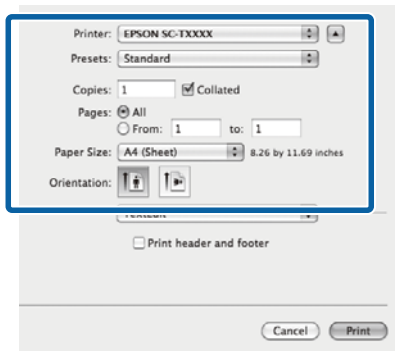 Printer: EPSON SC-TXXXX
Presets: Standard
Copies: 1 Collated
Pages: All
From: 1 to: 1
Paper Size: A4 (Sheet) 8.26 by 11.69 inches
Orientation:
TextEdit
Print header and footer
Cancel Print